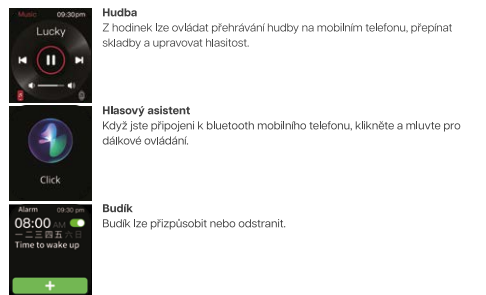 Music 09:30pm
Lucky
Hudba
Z hodinek lze ovládat přehrávání hudby na mobilním telefonu, přepínat
skladby a upravovat hlasitost.
Click
Hlasový asistent
Když jste připojeni k bluetooth mobilního telefonu, klikněte a mluvte pro
dálkové ovládání.
Alarm 09:30 pm
08:00 AM
一 二 三 四 五 六 日
Time to wake up
+
Budík
Budík lze přizpůsobit nebo odstranit.